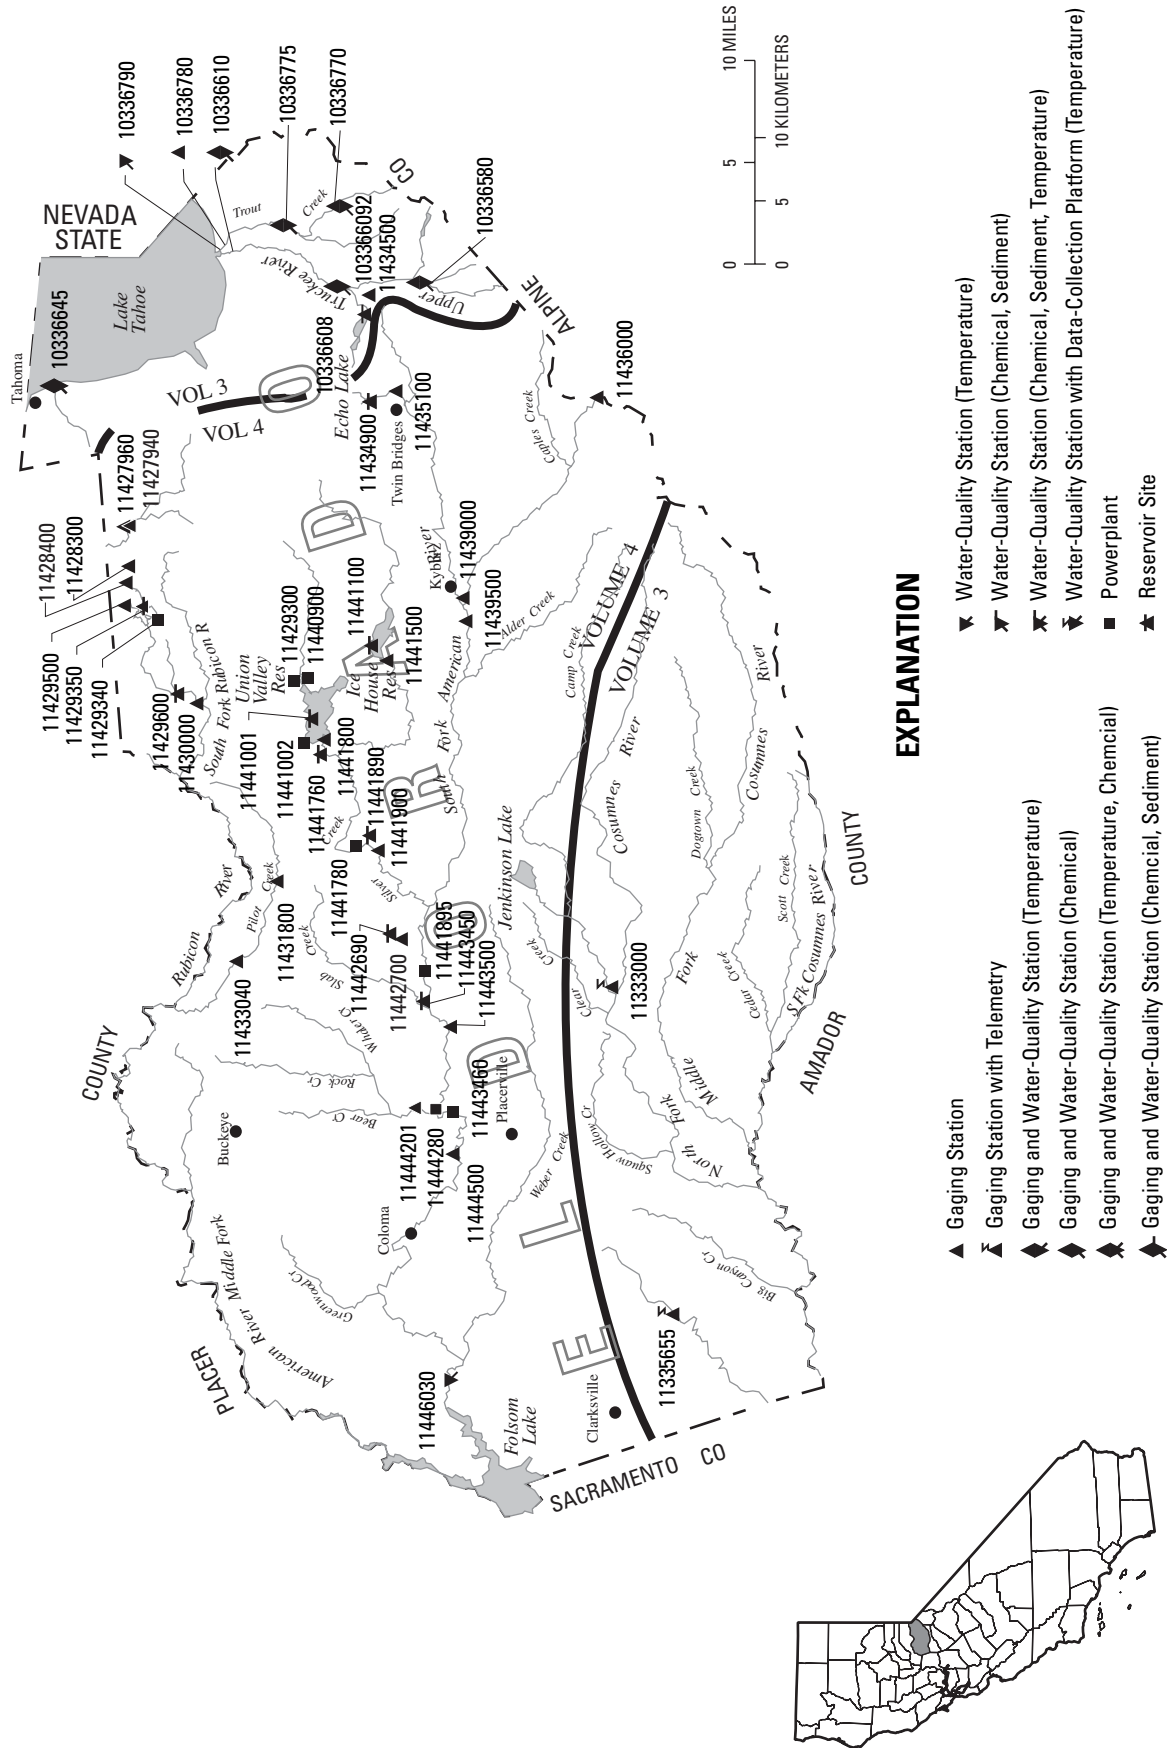 NEVADA
STATE
Tahoma
10336645
Lake
Tahoe
10336790
10336780
10336610
10336775
10336770
Trout
Creek
CO
103366092
11434500
10336580
Truckee River
Upper
ALPINE
10336608
Echo Lake
VOL 3
VOL 4
11434900
Twin Bridges
11435100
11436000
Caples Creek
11427960
11427940
11428400
11428300
11429500
11429350
11429340
11429600
11430000
South Fork Rubicon R
Union
Valley
Res
11429300
11440900
Ice
House
Res
11441100
11441500
Kyburz
River
11439000
11439500
Alder Creek
South Fork American
Camp Creek
VOLUME 4
VOLUME 3
11441001
11441002
11441760
11441800
Creek
11441890
11441900
11441780
Silver
Jenkinson Lake
Rubicon
River
Pilot
Creek
11431800
11433040
Creek
Slab
11442690
11442700
11441895
11443450
11443500
Whaler Cr
Rock Cr
Bear Cr
COUNTY
Buckeye
11444201
11444280
11444500
11443460
Placerville
Coloma
Greenwood Cr
Middle Fork
American River
PLACER
11446030
Folsom
Lake
Clarksville
SACRAMENTO CO
EL DORADO
Weber Creek
Clear
Creek
Squaw Hollow Cr
11333000
Cosumnes
River
Dogtown Creek
Cosumnes
River
Scott Creek
Cedar Creek
S Fk Cosumnes River
Fork
Middle
Fork
North
Big Canyon Cr
11335655
AMADOR
COUNTY
0 5 10 MILES
0 5 10 KILOMETERS
EXPLANATION
Gaging Station
Gaging Station with Telemetry
Gaging and Water-Quality Station (Temperature)
Gaging and Water-Quality Station (Chemical)
Gaging and Water-Quality Station (Temperature, Chemcial)
Gaging and Water-Quality Station (Chemcial, Sediment)
Water-Quality Station (Temperature)
Water-Quality Station (Chemical, Sediment)
Water-Quality Station (Chemical, Sediment, Temperature)
Water-Quality Station with Data-Collection Platform (Temperature)
Powerplant
Reservoir Site